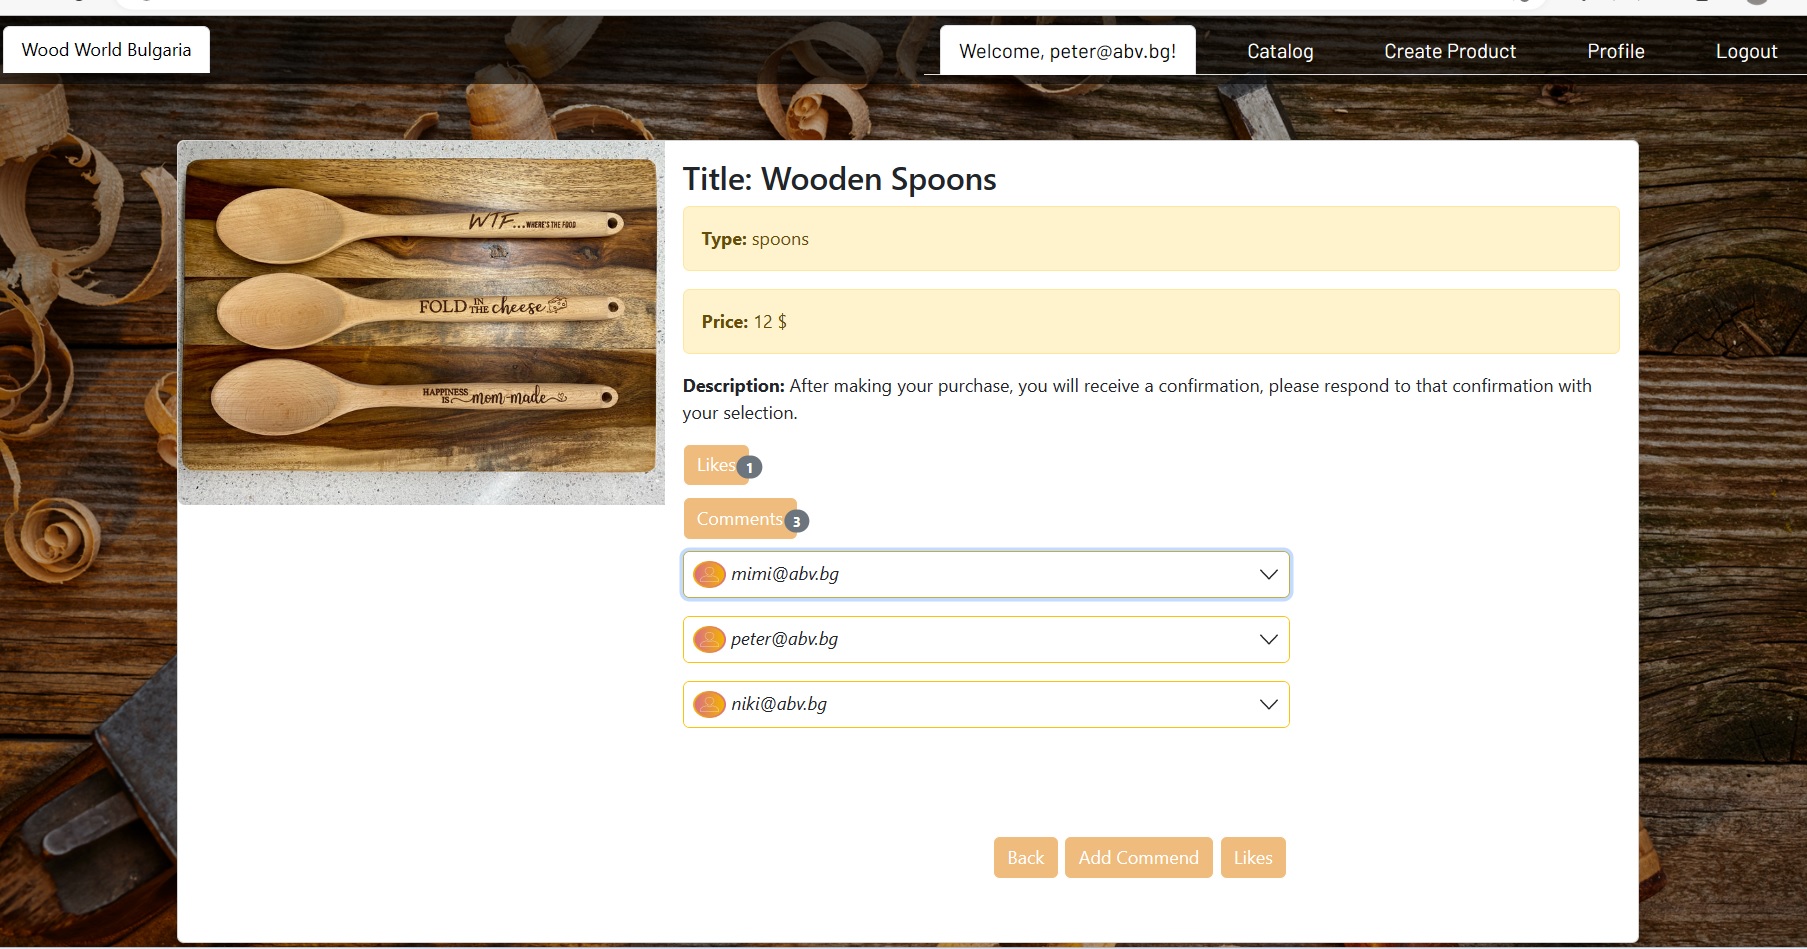 Wood World Bulgaria
Welcome, peter@abv.bg!
Catalog
Create Product
Profile
Logout
WTF...WHERE'S THE FOOD
FOLD IN THE cheese
HAPPINESS IS mom-made
Title: Wooden Spoons
Type: spoons
Price: 12 $
Description: After making your purchase, you will receive a confirmation, please respond to that confirmation with
your selection.
Likes 1
Comments 3
mimi@abv.bg
peter@abv.bg
niki@abv.bg
Back
Add Commend
Likes